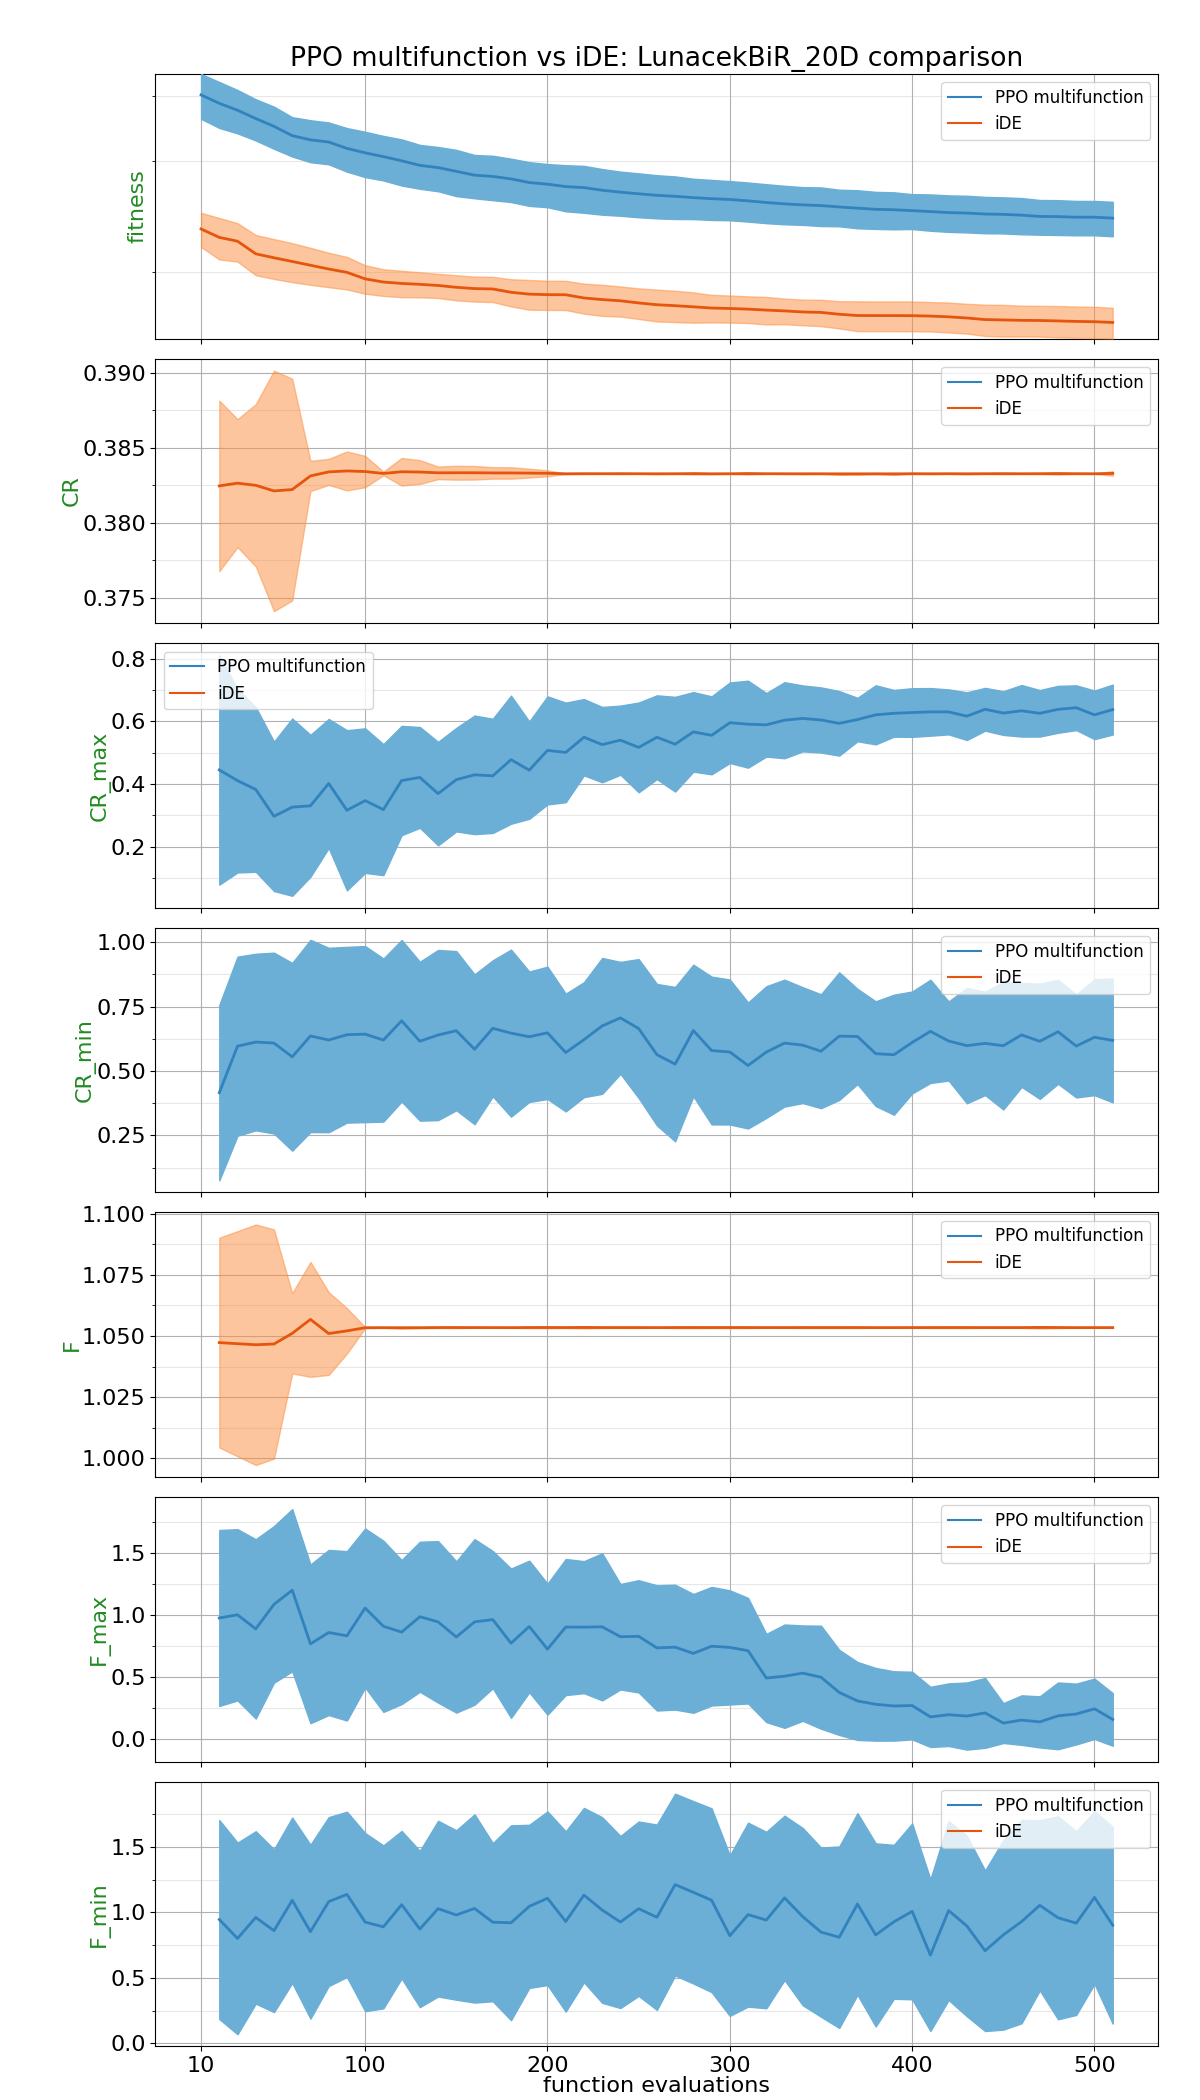 PPO multifunction vs iDE: LunacekBiR_20D comparison
fitness
PPO multifunction
iDE
CR
0.390
0.385
0.380
0.375
PPO multifunction
iDE
CR_max
0.8
0.6
0.4
0.2
PPO multifunction
iDE
CR_min
1.00
0.75
0.50
0.25
PPO multifunction
iDE
F
1.100
1.075
1.050
1.025
1.000
PPO multifunction
iDE
F_max
1.5
1.0
0.5
0.0
PPO multifunction
iDE
F_min
1.5
1.0
0.5
0.0
PPO multifunction
iDE
10 100 200 300 400 500
function evaluations